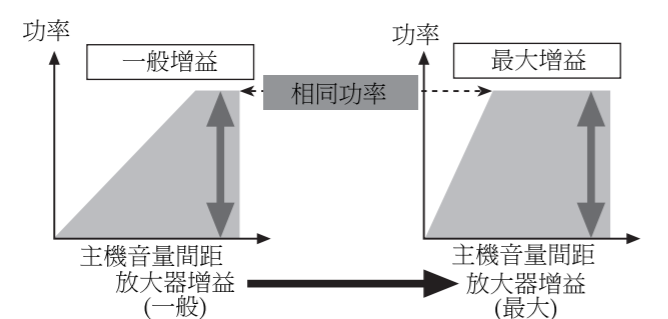 功率
一般增益
相同功率
功率
最大增益
主機音量間距
放大器增益
(一般)
主機音量間距
放大器增益
(最大)